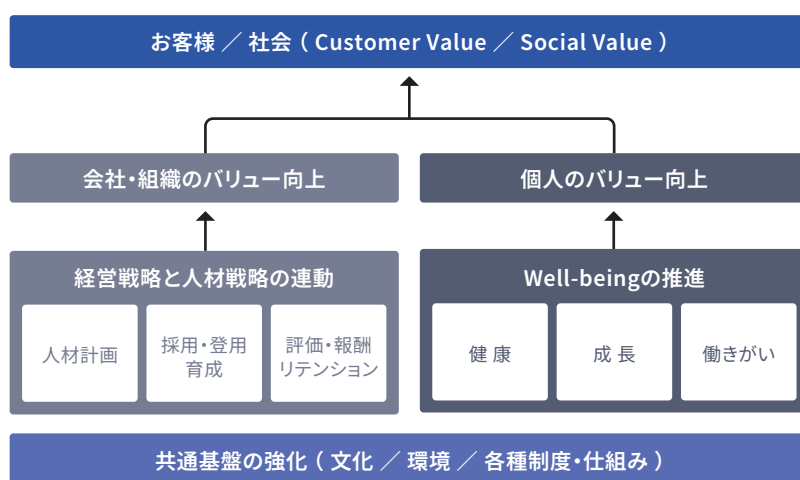 お客様 ／ 社会（ Customer Value ／ Social Value ）
会社・組織のバリュー向上
個人のバリュー向上
経営戦略と人材戦略の連動
人材計画
採用・登用
育成
評価・報酬
リテンション
Well-beingの推進
健 康
成 長
働きがい
共通基盤の強化（ 文化 ／ 環境 ／ 各種制度・仕組み ）